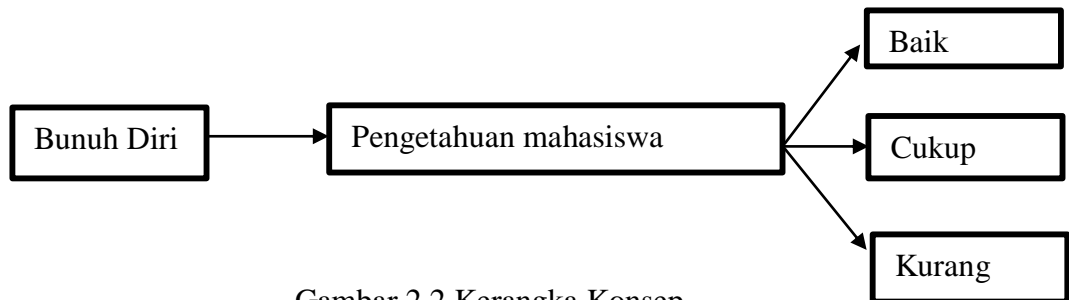 Baik
Bunuh Diri
Pengetahuan mahasiswa
Cukup
Kurang
Gambar 2.2 Kerangka Konsep